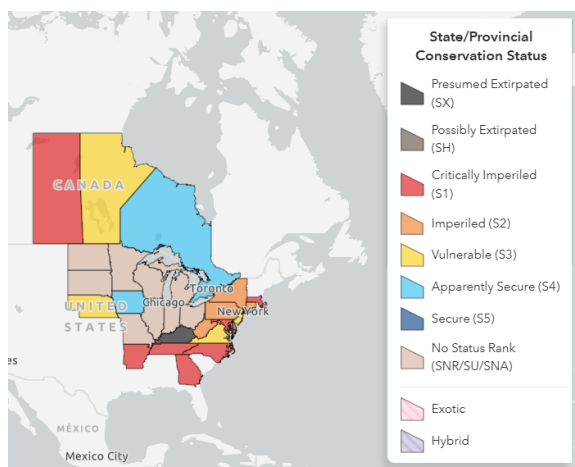 State/Provincial
Conservation Status
Presumed Extirpated
(SX)
Possibly Extirpated
(SH)
Critically Imperiled
(S1)
Imperiled (S2)
Vulnerable (S3)
Apparently Secure (S4)
Secure (S5)
No Status Rank
(SNR/SU/SNA)
Exotic
Hybrid
CANADA
Toronto
Chicago
New York
UNITED
STATES
es
MÉXICO
Mexico City